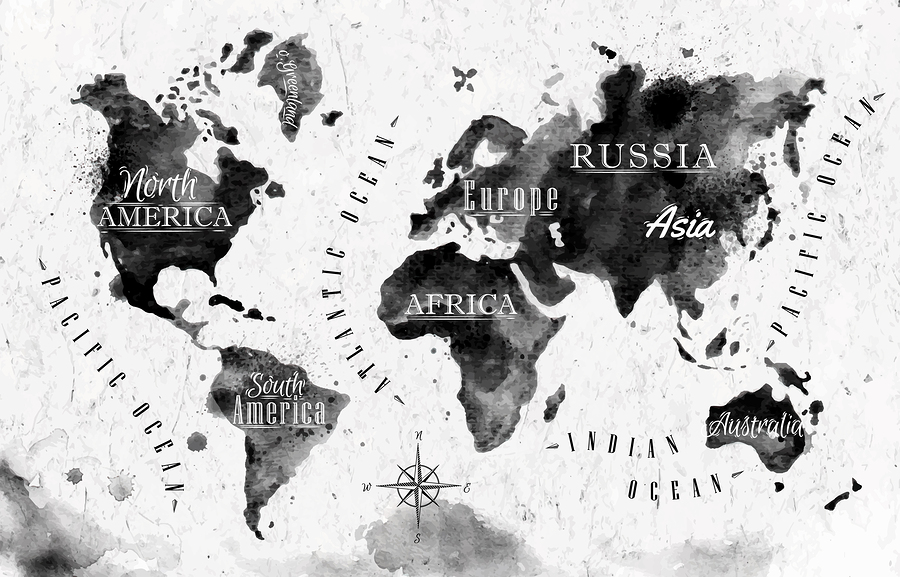 o.Greenland
North
AMERICA
ATLANTIC OCEAN
Europe
RUSSIA
Asia
PACIFIC OCEAN
PACIFIC OCEAN
AFRICA
South
America
Australia
INDIAN
OCEAN
N
W
E
S